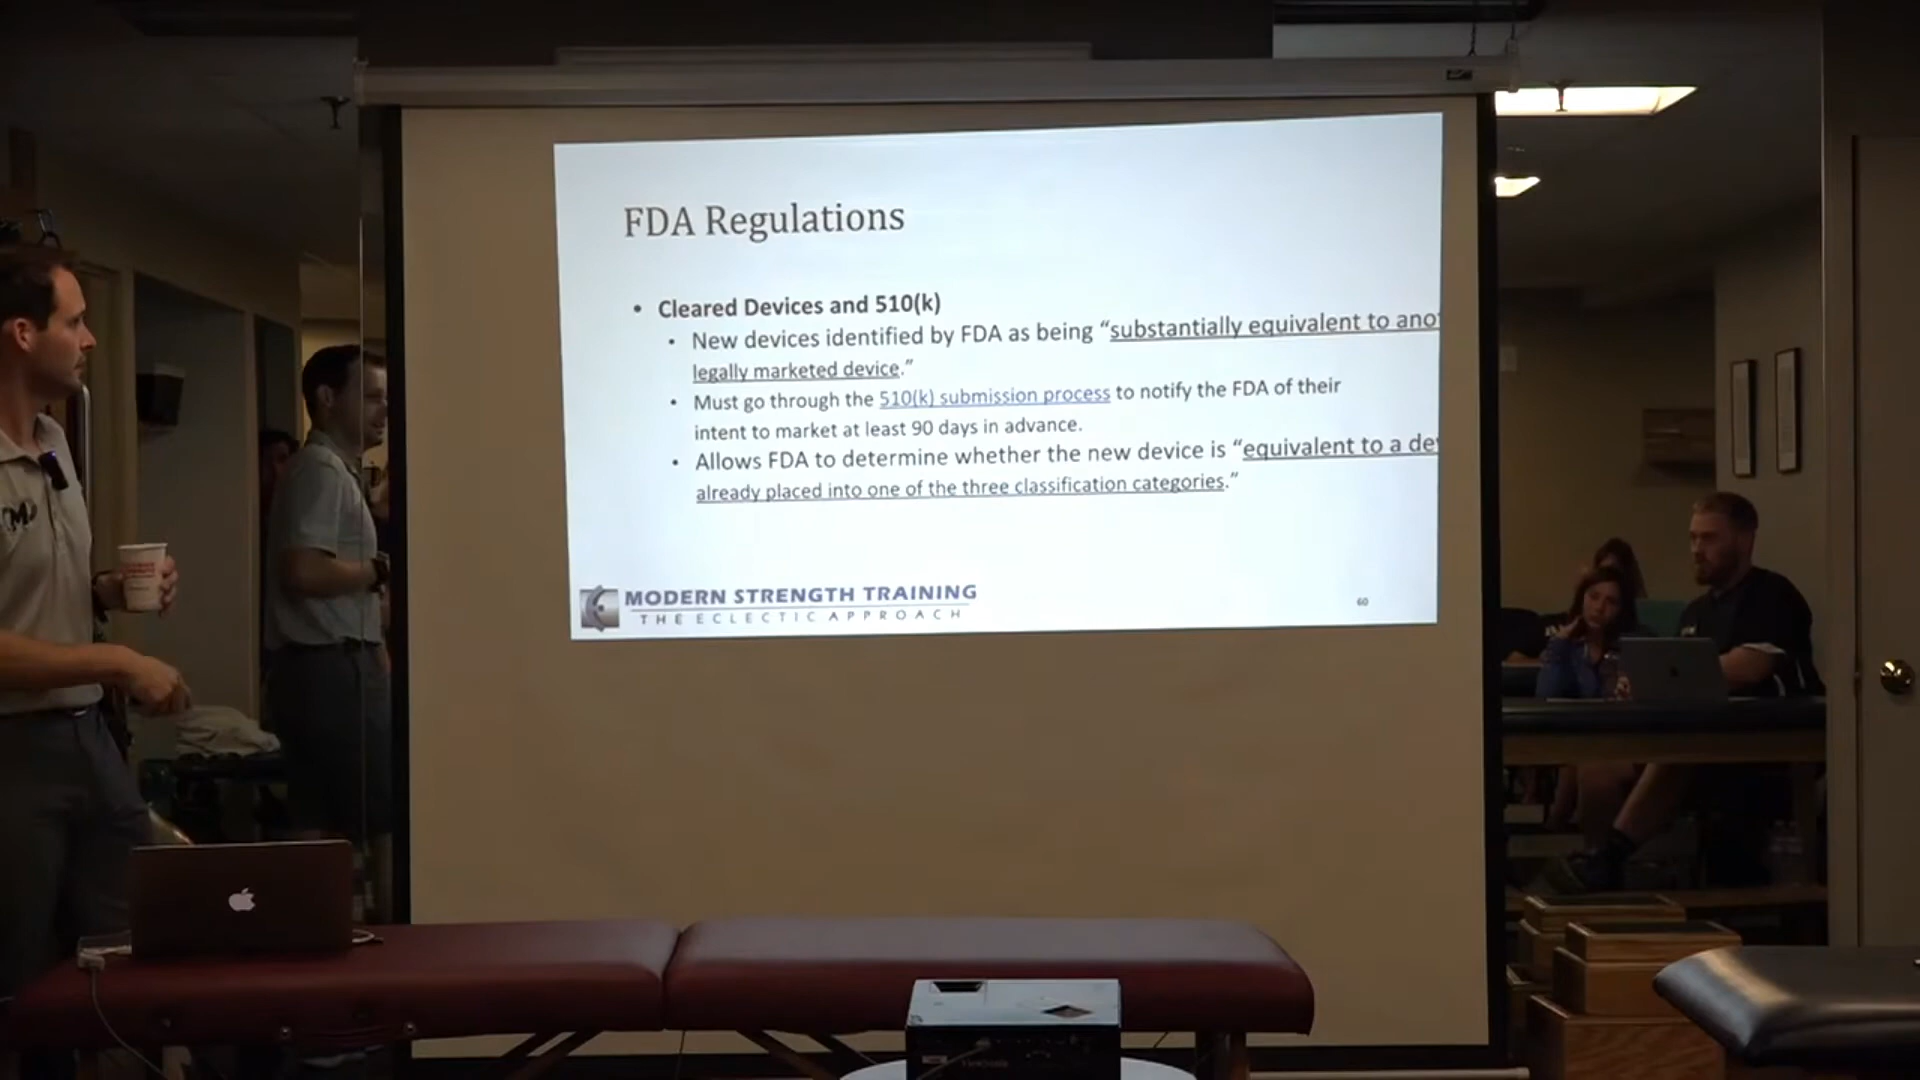 FDA Regulations
• Cleared Devices and 510(k)
• New devices identified by FDA as being “substantially equivalent to ano
legally marketed device.”
• Must go through the 510(k) submission process to notify the FDA of their
intent to market at least 90 days in advance.
• Allows FDA to determine whether the new device is “equivalent to a de
already placed into one of the three classification categories.”
MODERN STRENGTH TRAINING
THE ECLECTIC APPROACH
60